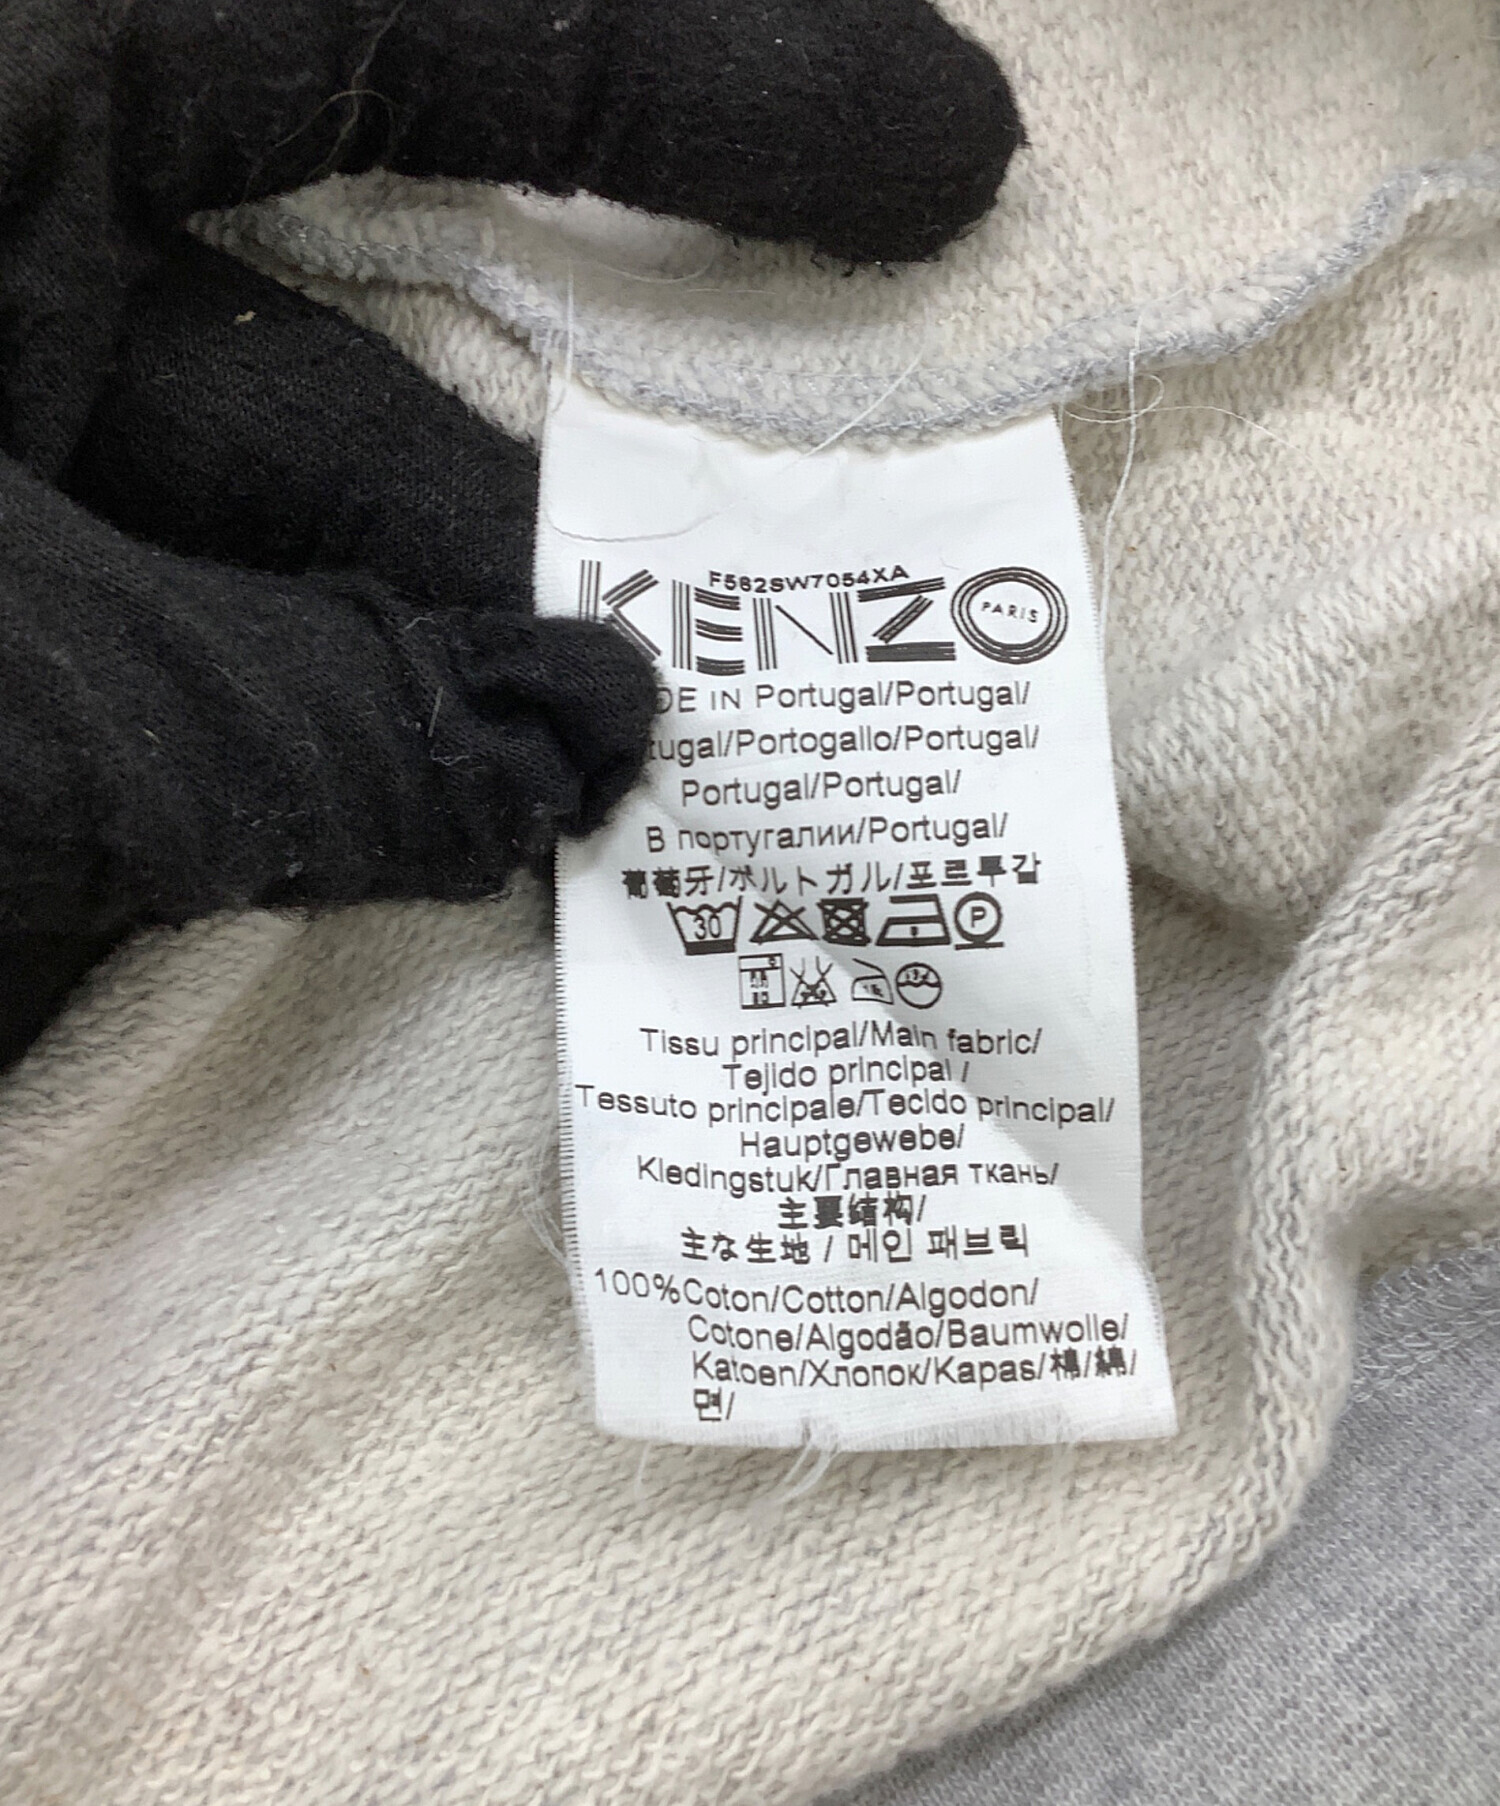 F562SW7054XA
KENZO PARIS
DE IN Portugal/Portugal/
tugal/Portogallo/Portugal/
Portugal/Portugal/
В португалии/Portugal/
葡萄牙/ポルトガル/포르투갈
30 P
Tissu principal/Main fabric/
Tejido principal /
Tessuto principale/Tecido principal/
Hauptgewebe/
Kledingstuk/Главная ткань/
主要结构/
主な生地 / 메인 패브릭
100%Coton/Cotton/Algodon/
Cotone/Algodão/Baumwolle/
Katoen/Хлопок/Kapas/棉/綿/
면/